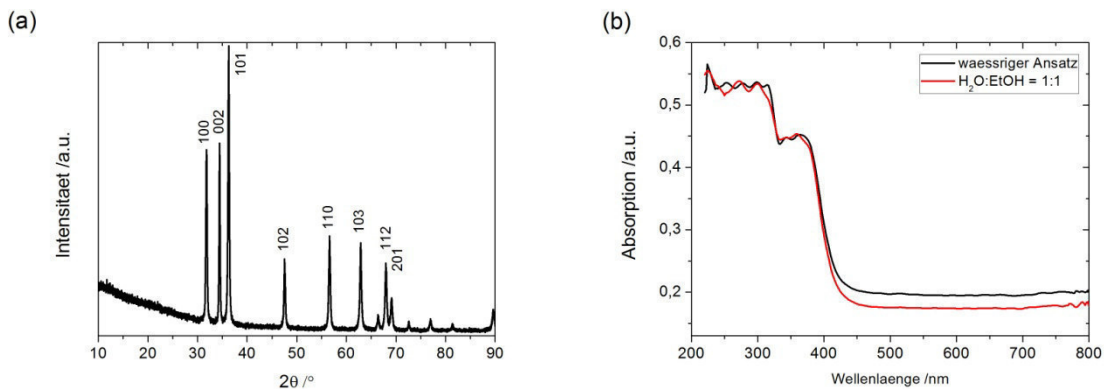 (a)
Intensitaet /a.u.
100
002
101
102
110
103
112
201
10 20 30 40 50 60 70 80 90
2θ /°
(b)
Absorption /a.u.
0,6
0,5
0,4
0,3
0,2
waessriger Ansatz
H₂O:EtOH = 1:1
200 300 400 500 600 700 800
Wellenlaenge /nm